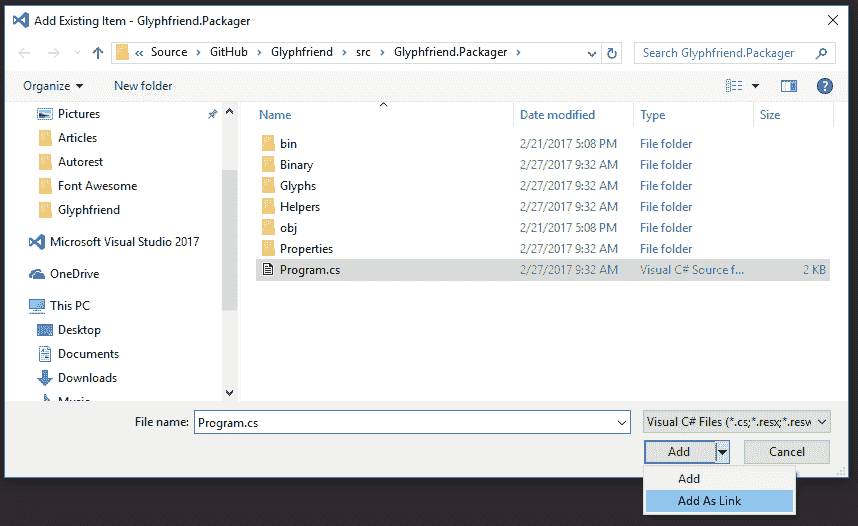 Add Existing Item - Glyphfriend.Packager
« Source › GitHub › Glyphfriend › src › Glyphfriend.Packager ›
Search Glyphfriend.Packager
Organize
New folder
Pictures
Articles
Autorest
Font Awesome
Glyphfriend
Microsoft Visual Studio 2017
OneDrive
This PC
Desktop
Documents
Downloads
Music
Name Date modified Type Size
bin 2/21/2017 5:08 PM File folder
Binary 2/27/2017 9:32 AM File folder
Glyphs 2/27/2017 9:32 AM File folder
Helpers 2/27/2017 9:32 AM File folder
obj 2/21/2017 5:08 PM File folder
Properties 2/27/2017 9:32 AM File folder
Program.cs 2/27/2017 9:32 AM Visual C# Source f... 2 KB
File name: Program.cs
Visual C# Files (*.cs;*.resx;*.resw
Add
Cancel
Add
Add As Link